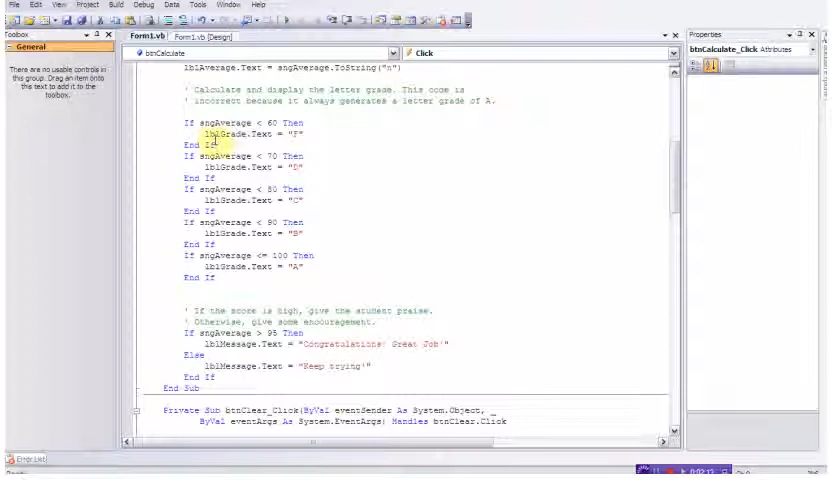 File Edit View Project Build Debug Data Tools Window Help
Toolbox
General
There are no usable controls in
this group. Drag an item onto
this text to add it to the
toolbox.
Form1.vb Form1.vb [Design]
btnCalculate Click
lblAverage.Text = sngAverage.ToString("n")
' Calculate and display the letter grade. This code is
' incorrect because it always generates a letter grade of A.
If sngAverage < 60 Then
lblGrade.Text = "F"
End If
If sngAverage < 70 Then
lblGrade.Text = "D"
End If
If sngAverage < 80 Then
lblGrade.Text = "C"
End If
If sngAverage < 90 Then
lblGrade.Text = "B"
End If
If sngAverage <= 100 Then
lblGrade.Text = "A"
End If
' If the score is high, give the student praise.
' Otherwise, give some encouragement.
If sngAverage > 95 Then
lblMessage.Text = "Congratulations! Great Job!"
Else
lblMessage.Text = "Keep trying!"
End If
End Sub
Private Sub btnClear_Click(ByVal eventSender As System.Object, _
ByVal eventArgs As System.EventArgs) Handles btnClear.Click
Properties
btnCalculate_Click Attributes
Error List
0:02:12